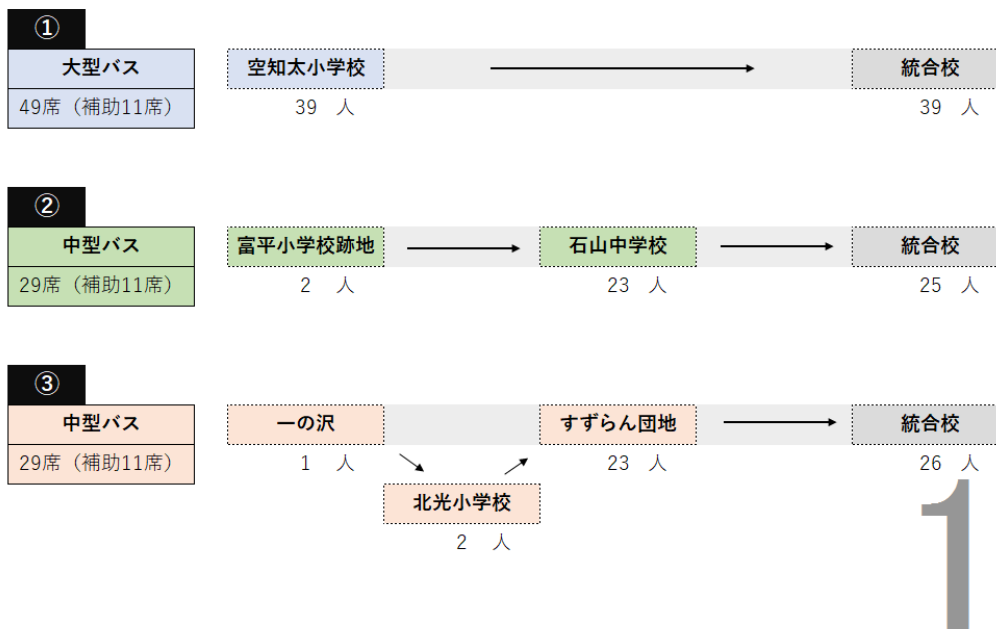 ①
大型バス
49席（補助11席）
空知太小学校
39 人
統合校
39 人
②
中型バス
29席（補助11席）
富平小学校跡地
2 人
石山中学校
23 人
統合校
25 人
③
中型バス
29席（補助11席）
一の沢
1 人
北光小学校
2 人
すずらん団地
23 人
統合校
26 人
1